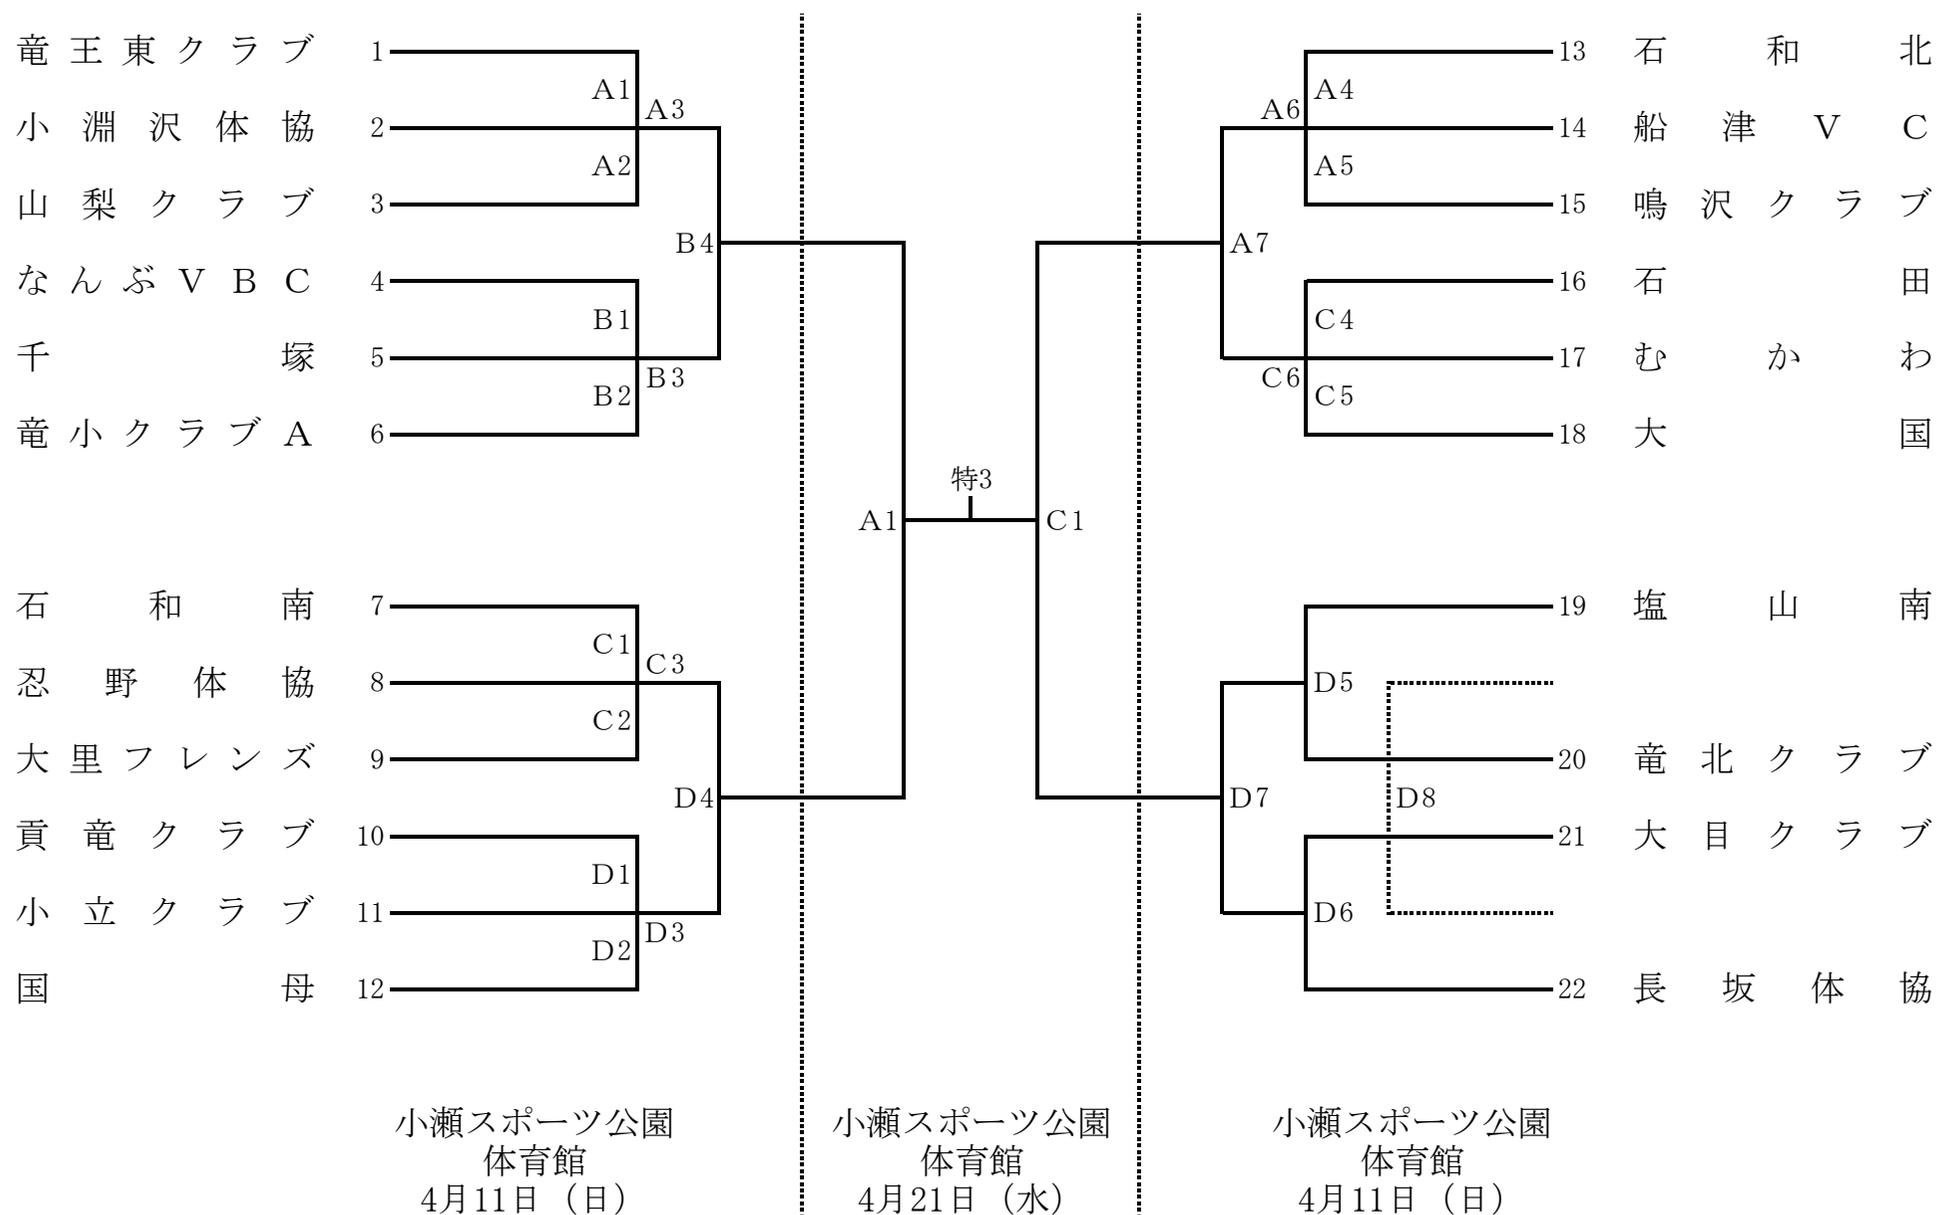 竜王東クラブ 1
A1
A3
小淵沢体協 2
A2
山梨クラブ 3
B4
なんぶVBC 4
B1
千塚 5
B3
B2
竜小クラブA 6
石和南 7
C1
C3
忍野体協 8
C2
大里フレンズ 9
D4
貢竜クラブ 10
D1
小立クラブ 11
D3
D2
国母 12
特3
A1
C1
13 石和北
A4
A6
14 船津VC
A5
15 鳴沢クラブ
A7
16 石田
C4
17 むかわ
C6
C5
18 大国
19 塩山南
D5
20 竜北クラブ
D7
D8
21 大目クラブ
D6
22 長坂体協
小瀬スポーツ公園
体育館
4月11日（日）
小瀬スポーツ公園
体育館
4月21日（水）
小瀬スポーツ公園
体育館
4月11日（日）